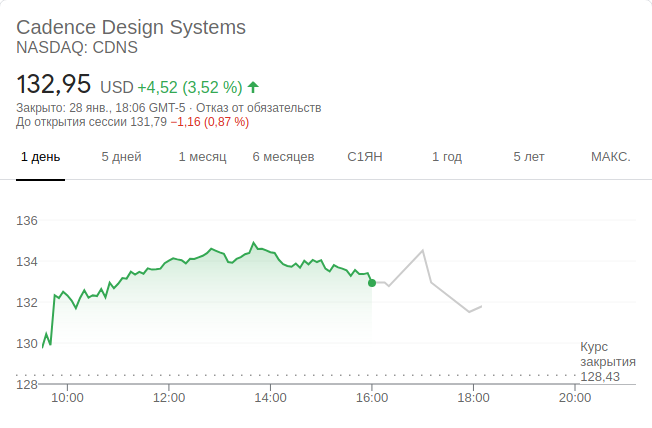 Cadence Design Systems
NASDAQ: CDNS
132,95 USD +4,52 (3,52 %)
Закрыто: 28 янв., 18:06 GMT-5 · Отказ от обязательств
До открытия сессии 131,79 −1,16 (0,87 %)
1 день 5 дней 1 месяц 6 месяцев С1ЯН 1 год 5 лет МАКС.
136
134
132
130
128
Курс
закрытия
128,43
10:00 12:00 14:00 16:00 18:00 20:00